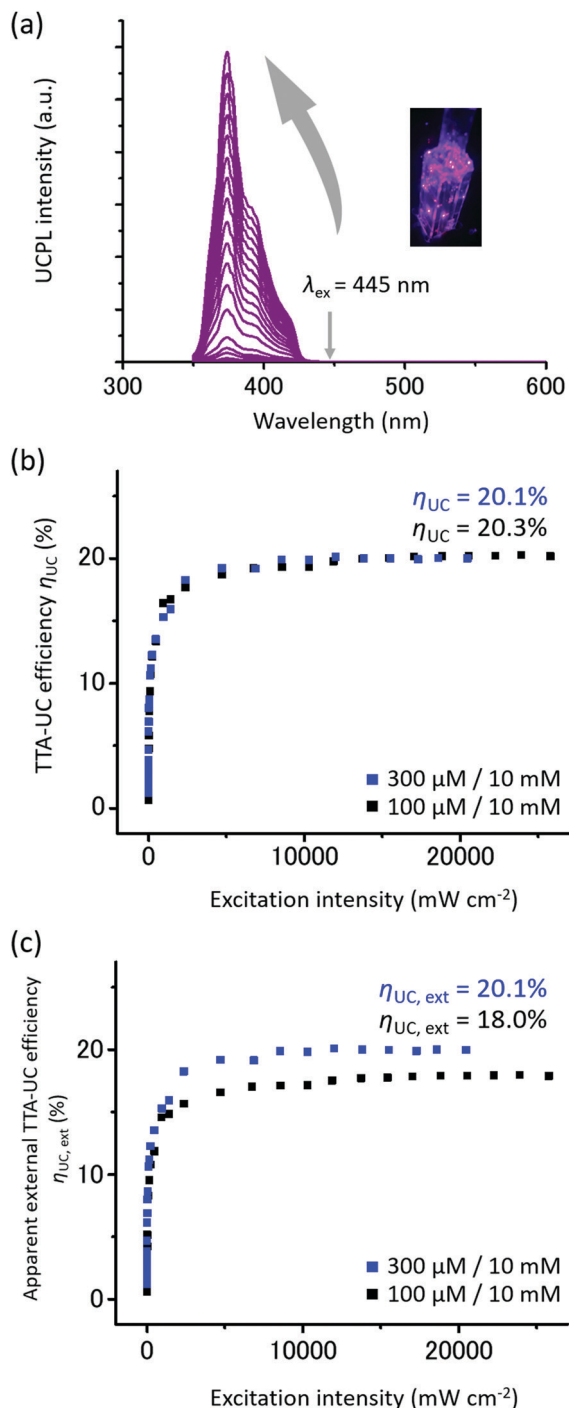 (a)
UCPL intensity (a.u.)
λex = 445 nm
300 400 500 600
Wavelength (nm)
(b)
ηUC = 20.1%
ηUC = 20.3%
TTA-UC efficiency ηUC (%)
20
10
0
300 μM / 10 mM
100 μM / 10 mM
0 10000 20000
Excitation intensity (mW cm-2)
(c)
ηUC, ext = 20.1%
ηUC, ext = 18.0%
Apparent external TTA-UC efficiency
ηUC, ext (%)
20
10
0
300 μM / 10 mM
100 μM / 10 mM
0 10000 20000
Excitation intensity (mW cm-2)